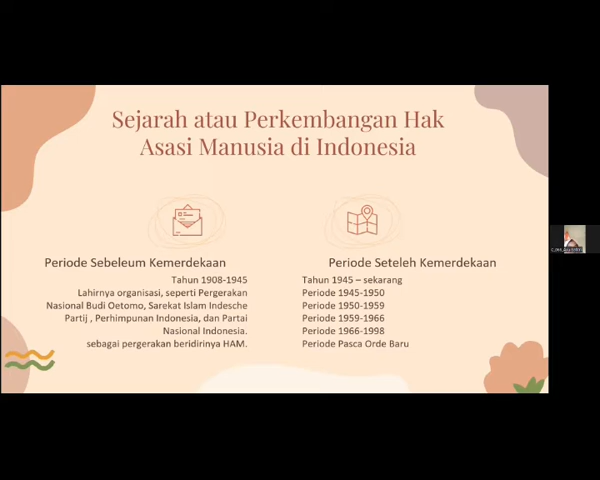 Sejarah atau Perkembangan Hak
Asasi Manusia di Indonesia
Periode Sebeleum Kemerdekaan
Tahun 1908-1945
Lahirnya organisasi, seperti Pergerakan
Nasional Budi Oetomo, Sarekat Islam Indesche
Partij , Perhimpunan Indonesia, dan Partai
Nasional Indonesia.
sebagai pergerakan beridirinya HAM.
Periode Seteleh Kemerdekaan
Tahun 1945 – sekarang
Periode 1945-1950
Periode 1950-1959
Periode 1959-1966
Periode 1966-1998
Periode Pasca Orde Baru